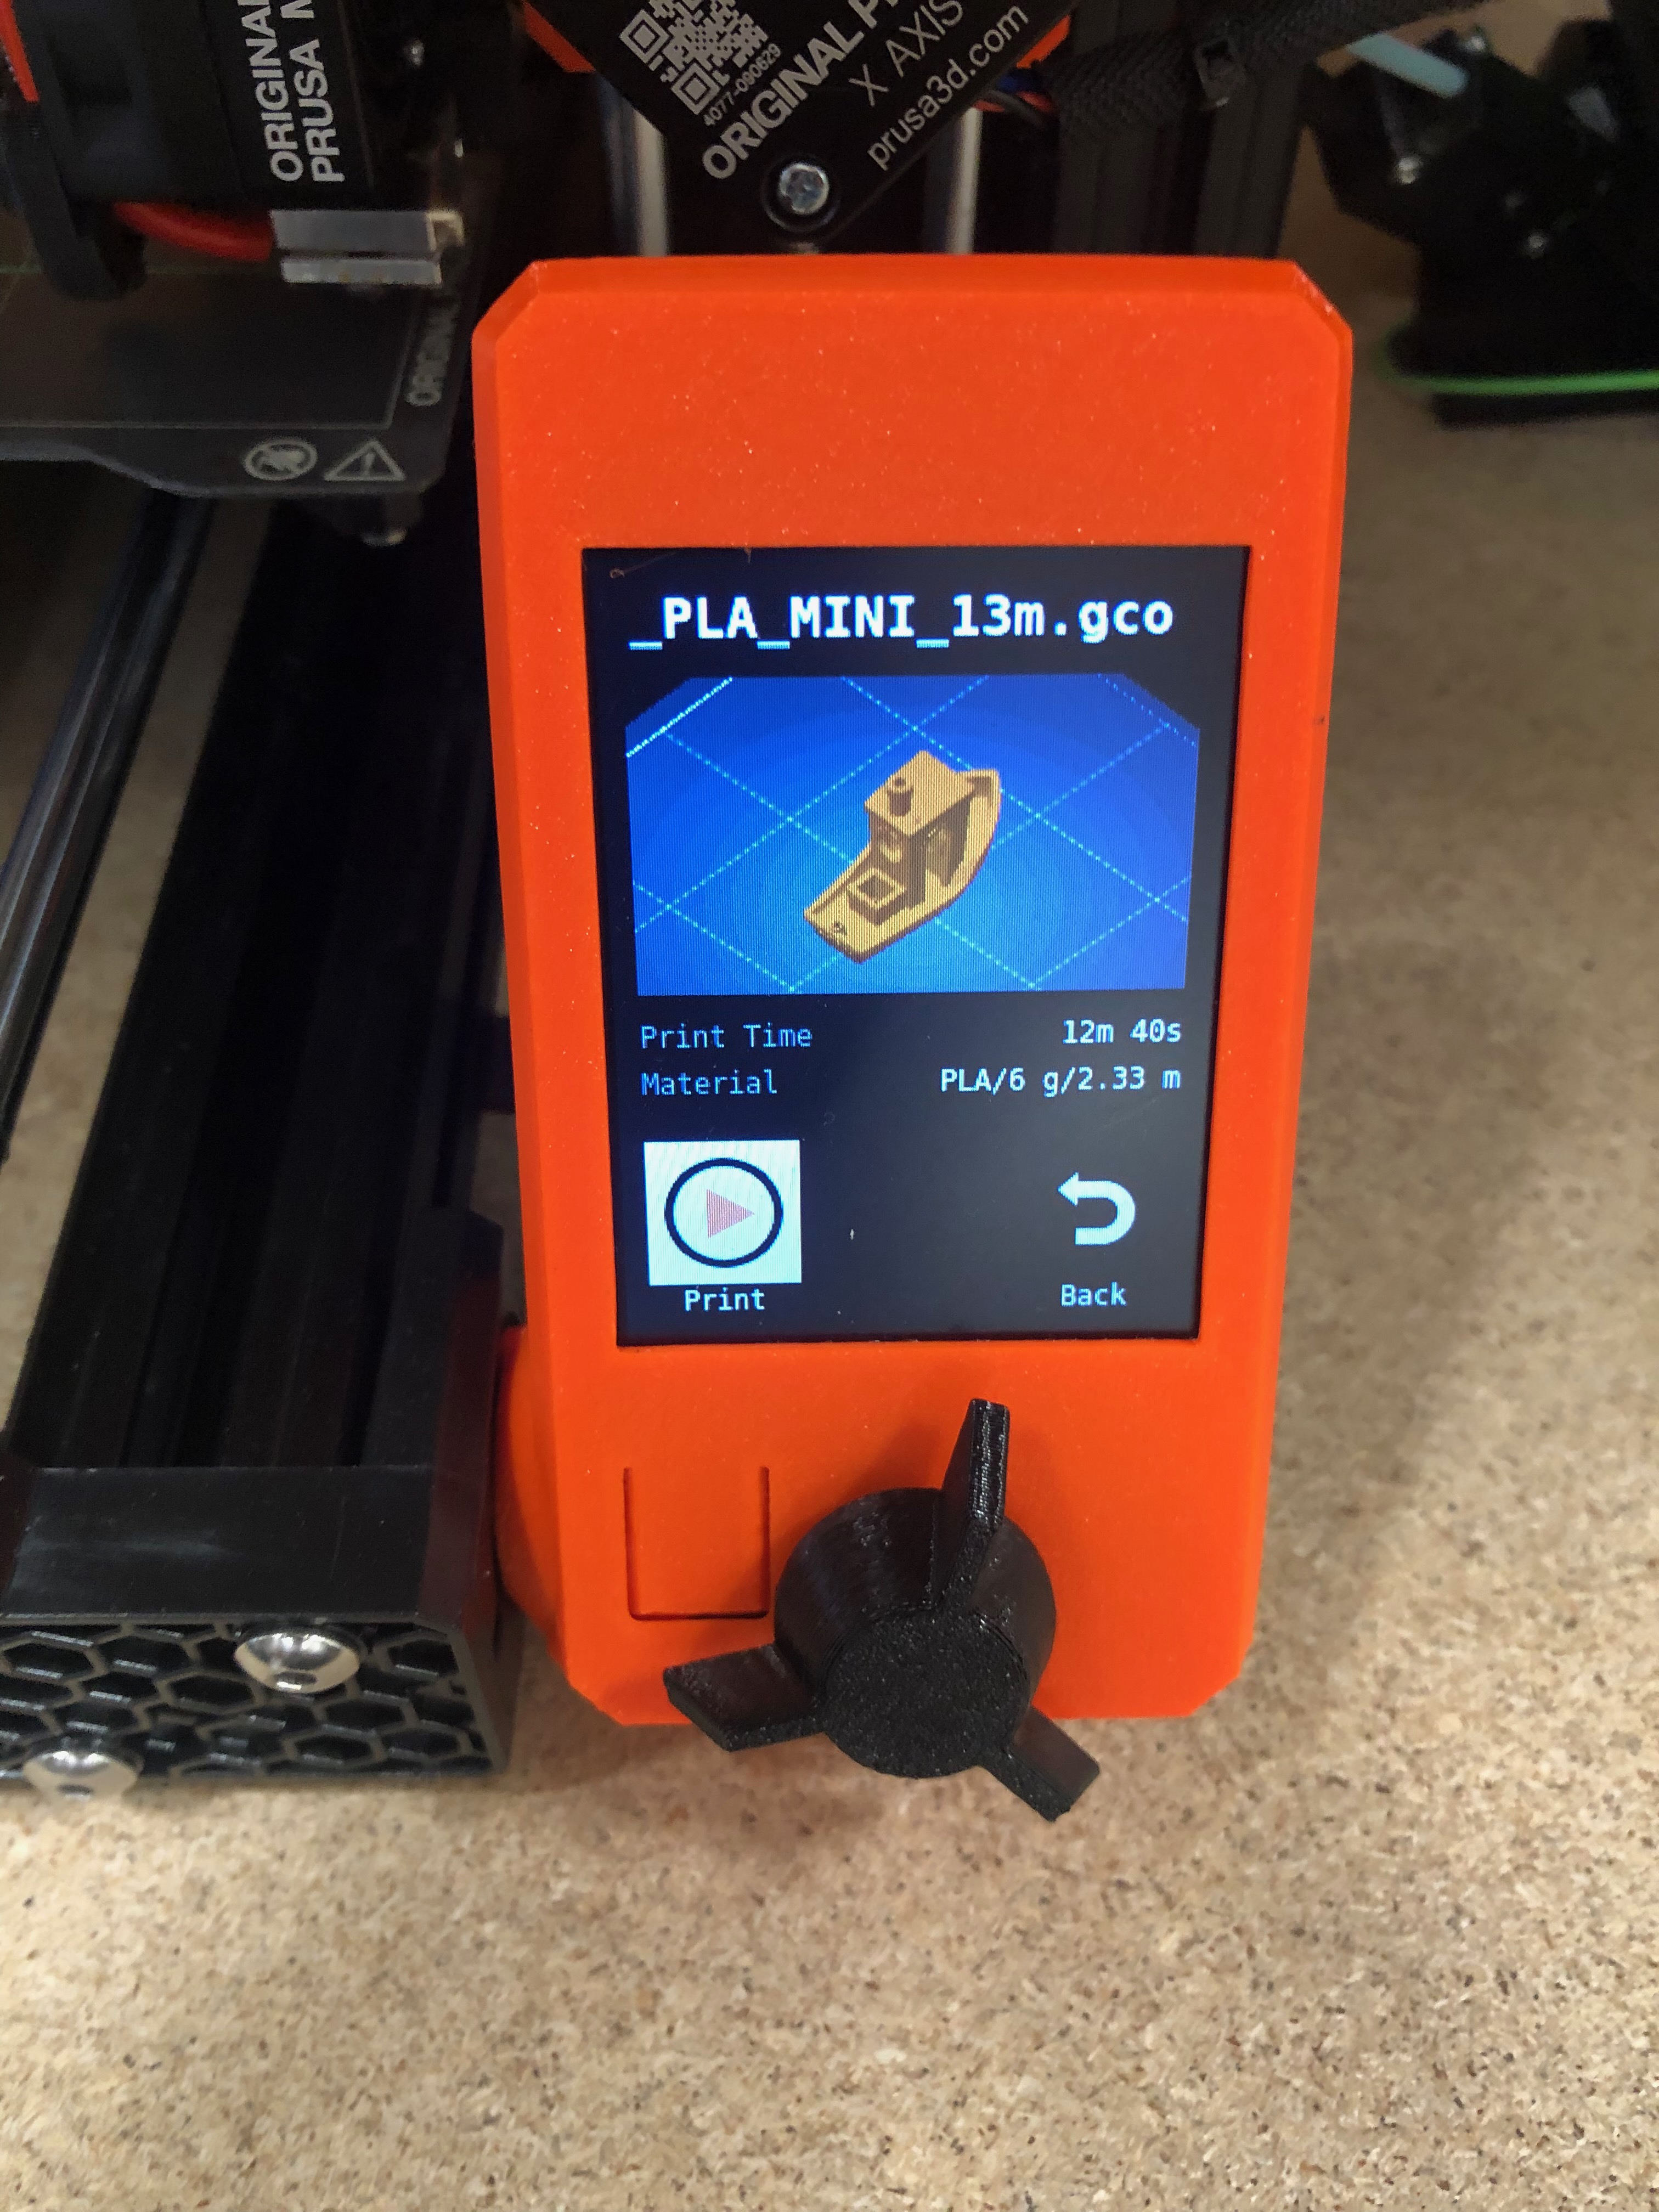 ORIGINAL
PRUSA M
4077-090629
ORIGINAL P
X AXIS
prusa3d.com
ORIGINAL
_PLA_MINI_13m.gco
Print Time 12m 40s
Material PLA/6 g/2.33 m
Print
Back